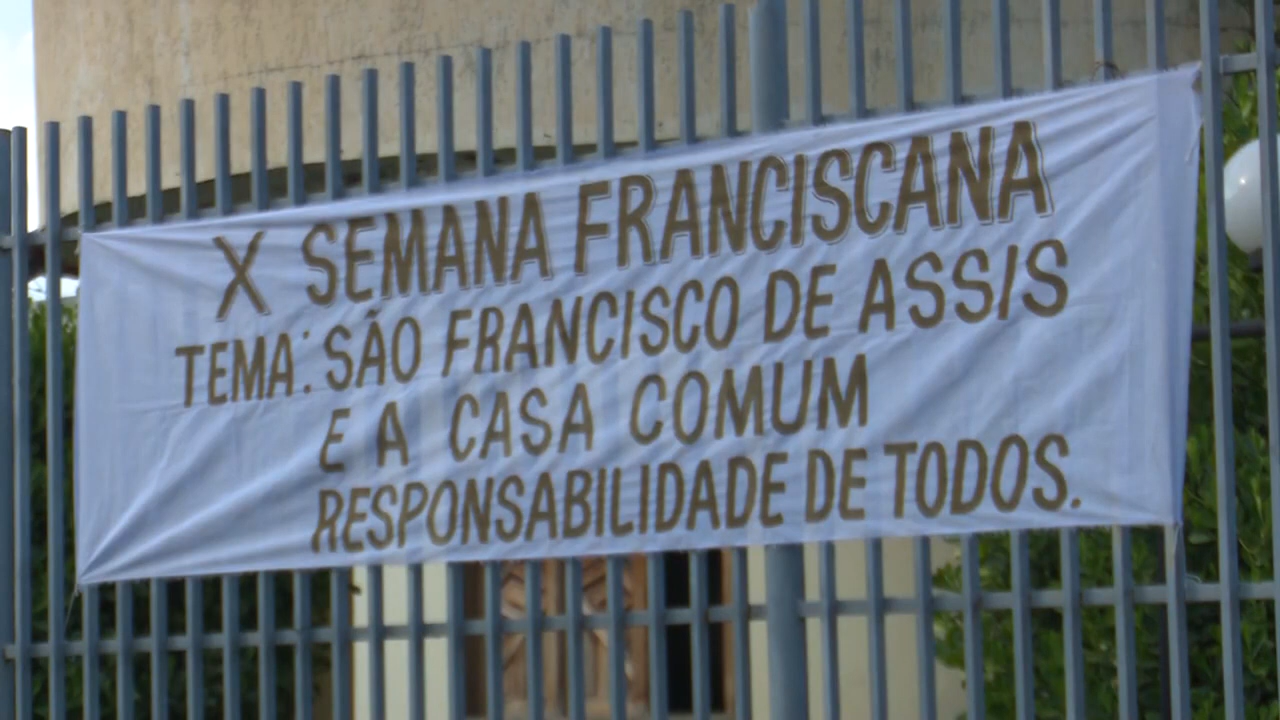 X SEMANA FRANCISCANA
TEMA: SÃO FRANCISCO DE ASSIS
E A CASA COMUM
RESPONSABILIDADE DE TODOS.